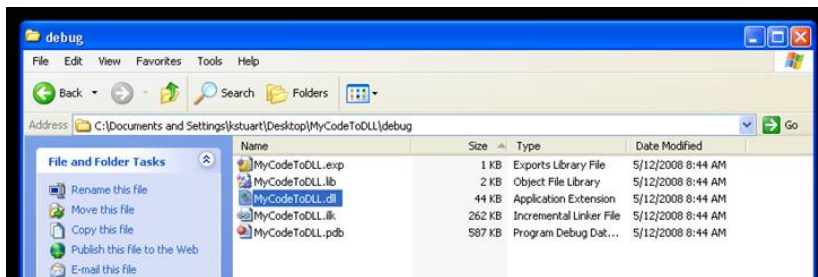 debug
File Edit View Favorites Tools Help
Back Search Folders
Address C:\Documents and Settings\kstuart\Desktop\MyCodeToDLL\debug Go
File and Folder Tasks
Rename this file
Move this file
Copy this file
Publish this file to the Web
E-mail this file
Name Size Type Date Modified
MyCodeToDLL.exp 1 KB Exports Library File 5/12/2008 8:44 AM
MyCodeToDLL.lib 2 KB Object File Library 5/12/2008 8:44 AM
MyCodeToDLL.dll 44 KB Application Extension 5/12/2008 8:44 AM
MyCodeToDLL.ilk 262 KB Incremental Linker File 5/12/2008 8:44 AM
MyCodeToDLL.pdb 587 KB Program Debug Dat... 5/12/2008 8:44 AM